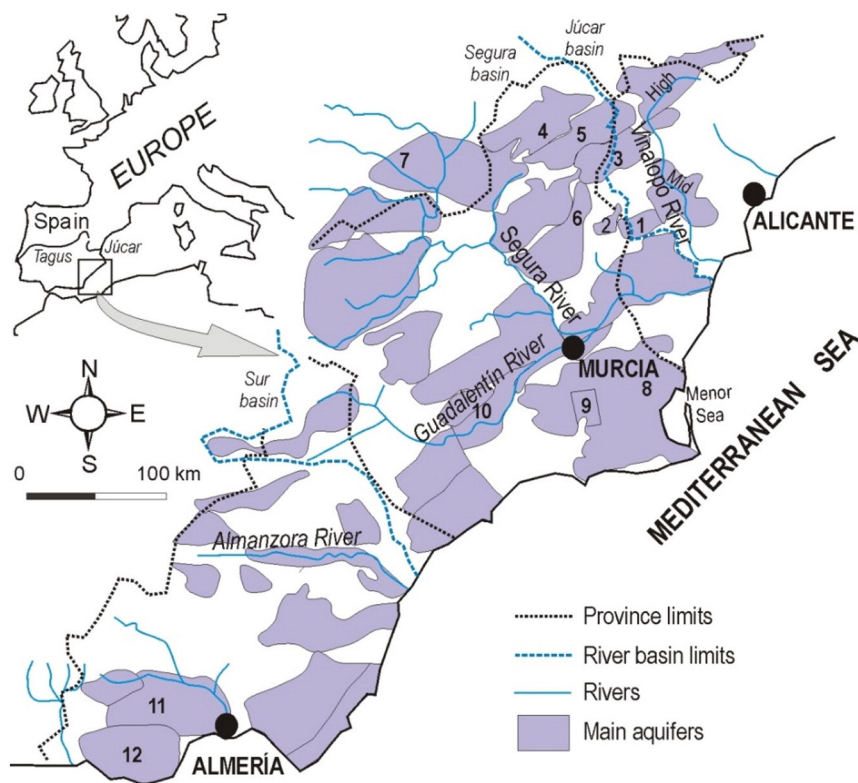 EUROPE
Spain
Tagus
Júcar
Segura
basin
Júcar
basin
High
Vinalopo River
Mid
4
5
3
7
6
2
1
ALICANTE
Segura River
MURCIA
8
Menor
Sea
9
10
Guadalentín River
MEDITERRANEAN SEA
Sur
basin
N
W
E
S
0
100 km
Almanzora River
11
12
ALMERÍA
Province limits
River basin limits
Rivers
Main aquifers